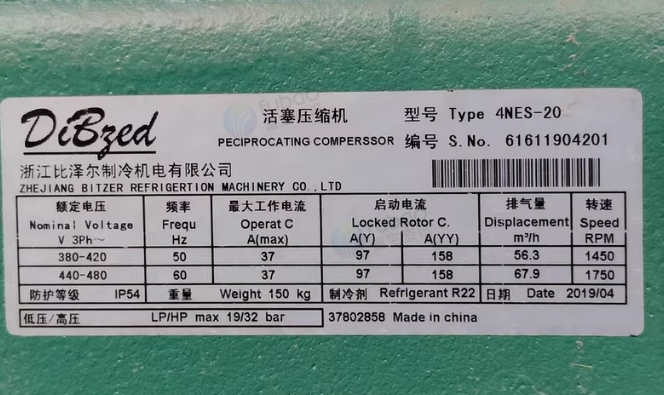 DiBzed
活塞压缩机
PECIPROCATING COMPERSSOR
型号 Type 4NES-20
编号 S.No. 61611904201
浙江比泽尔制冷机电有限公司
ZHEJIANG BITZER REFRIGERTION MACHINERY CO.,LTD
额定电压 频率 最大工作电流 启动电流 排气量 转速
Nominal Voltage Frequ Operat C Locked Rotor C. Displacement Speed
V 3Ph～ Hz A(max) A(Y) A(YY) m³/h RPM
380-420 50 37 97 158 56.3 1450
440-480 60 37 97 158 67.9 1750
防护等级 IP54 重量 Weight 150 kg 制冷剂 Refrigerant R22 日期 Date 2019/04
低压/高压 LP/HP max 19/32 bar 37802858 Made in china